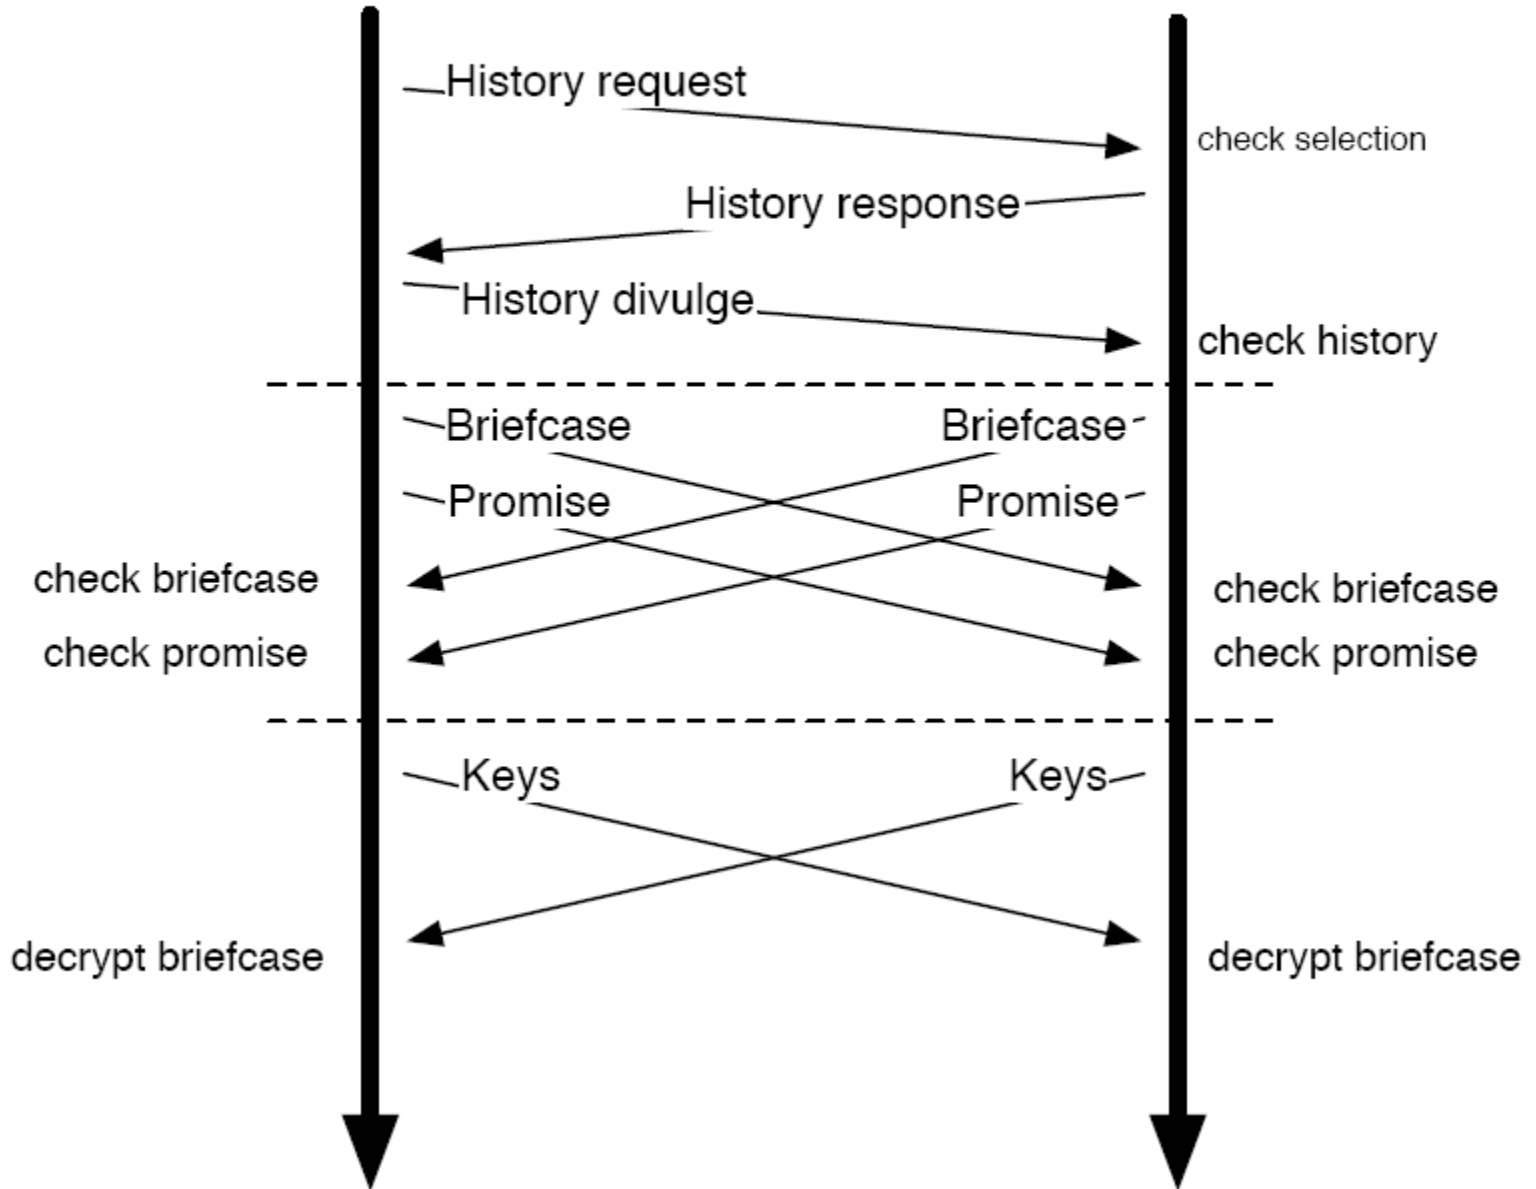 History request
check selection
History response
History divulge
check history
Briefcase
Briefcase
Promise
Promise
check briefcase
check briefcase
check promise
check promise
Keys
Keys
decrypt briefcase
decrypt briefcase